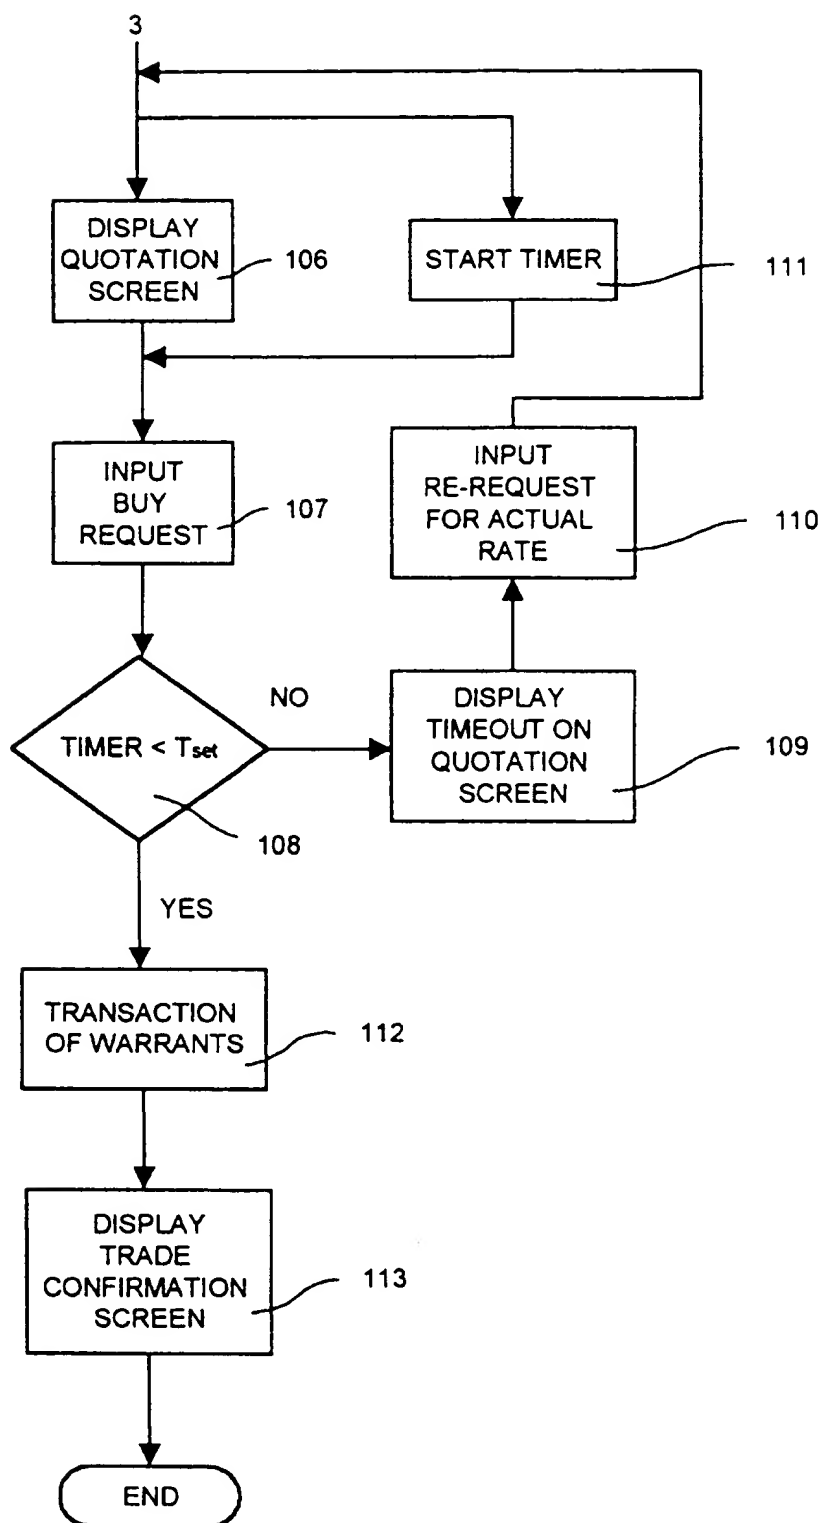 3
DISPLAY
QUOTATION
SCREEN
106
START TIMER
111
INPUT
BUY
REQUEST
107
INPUT
RE-REQUEST
FOR ACTUAL
RATE
110
TIMER < Tset
108
NO
DISPLAY
TIMEOUT ON
QUOTATION
SCREEN
109
YES
TRANSACTION
OF WARRANTS
112
DISPLAY
TRADE
CONFIRMATION
SCREEN
113
END